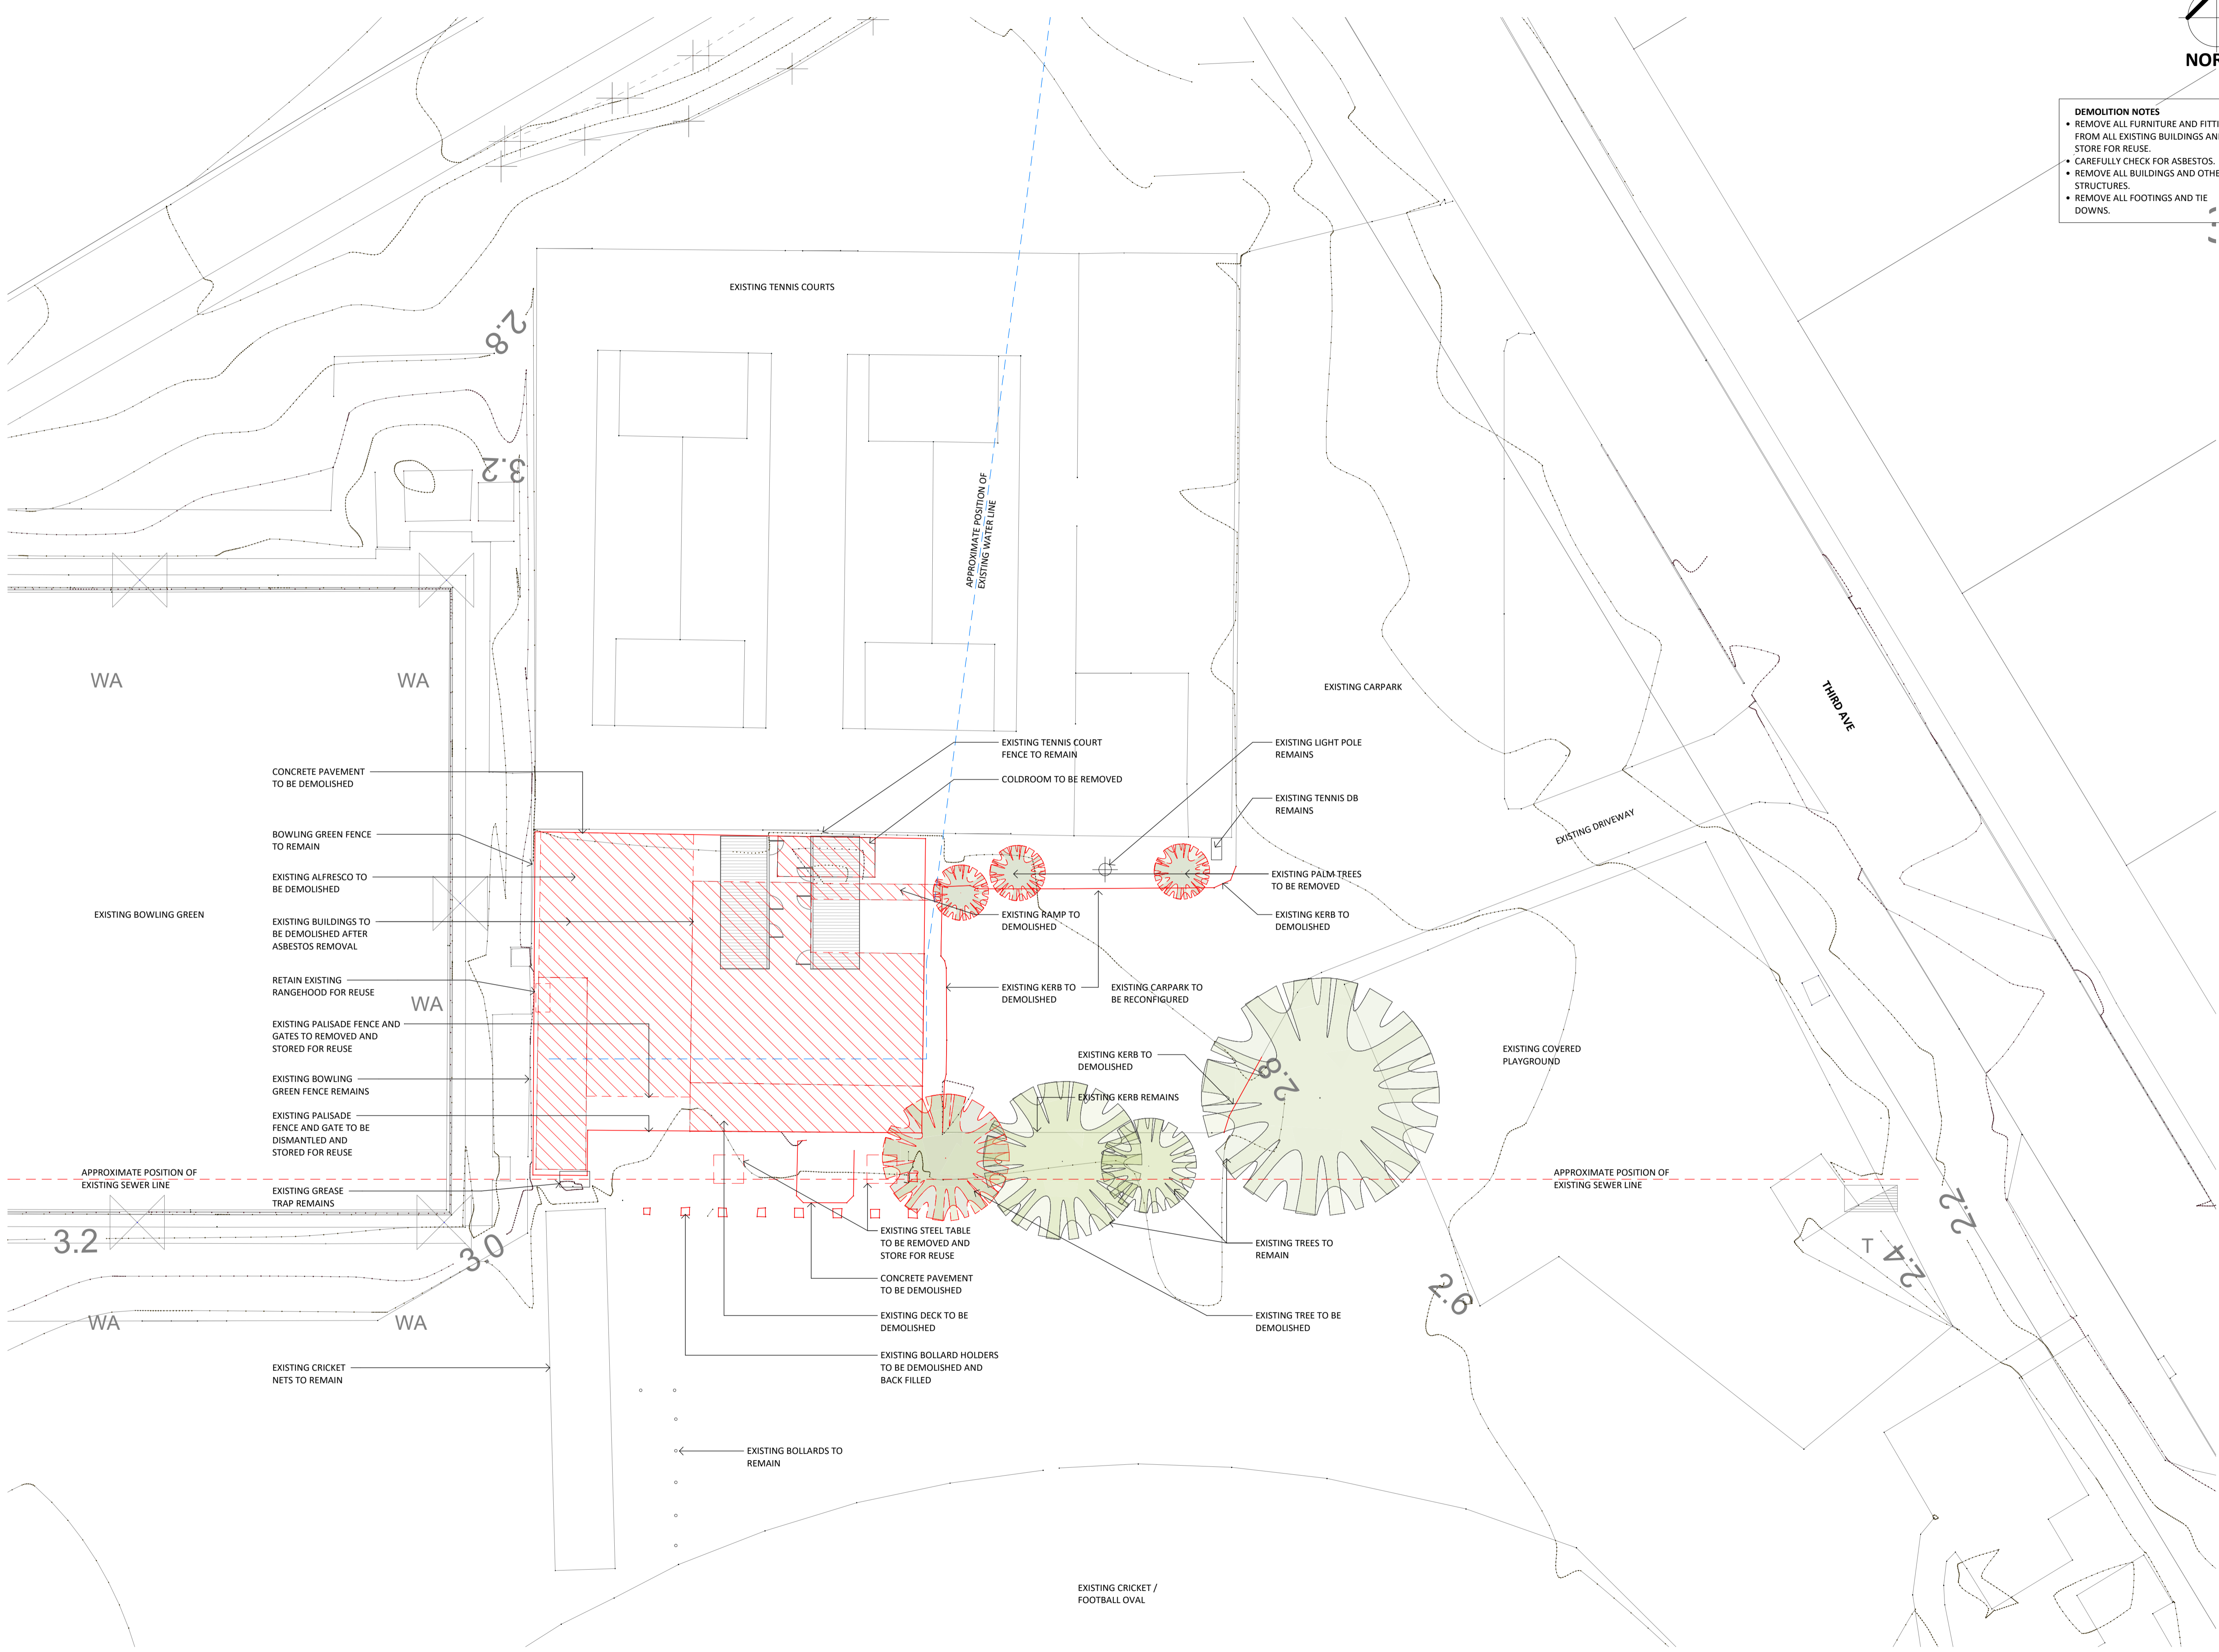 NOR
DEMOLITION NOTES
• REMOVE ALL FURNITURE AND FITTI
FROM ALL EXISTING BUILDINGS AN
STORE FOR REUSE.
• CAREFULLY CHECK FOR ASBESTOS.
• REMOVE ALL BUILDINGS AND OTHE
STRUCTURES.
• REMOVE ALL FOOTINGS AND TIE
DOWNS.
EXISTING TENNIS COURTS
2.8
3.2
APPROXIMATE POSITION OF
EXISTING WATER LINE
WA
WA
EXISTING CARPARK
THIRD AVE
EXISTING TENNIS COURT
FENCE TO REMAIN
COLDROOM TO BE REMOVED
EXISTING LIGHT POLE
REMAINS
EXISTING TENNIS DB
REMAINS
EXISTING DRIVEWAY
CONCRETE PAVEMENT
TO BE DEMOLISHED
BOWLING GREEN FENCE
TO REMAIN
EXISTING ALFRESCO TO
BE DEMOLISHED
EXISTING BOWLING GREEN
EXISTING BUILDINGS TO
BE DEMOLISHED AFTER
ASBESTOS REMOVAL
RETAIN EXISTING
RANGEHOOD FOR REUSE
WA
EXISTING PALISADE FENCE AND
GATES TO REMOVED AND
STORED FOR REUSE
EXISTING BOWLING
GREEN FENCE REMAINS
EXISTING PALISADE
FENCE AND GATE TO BE
DISMANTLED AND
STORED FOR REUSE
APPROXIMATE POSITION OF
EXISTING SEWER LINE
EXISTING GREASE
TRAP REMAINS
EXISTING PALM TREES
TO BE REMOVED
EXISTING RAMP TO
DEMOLISHED
EXISTING KERB TO
DEMOLISHED
EXISTING KERB TO
DEMOLISHED
EXISTING CARPARK TO
BE RECONFIGURED
EXISTING KERB TO
DEMOLISHED
2.8
EXISTING KERB REMAINS
EXISTING COVERED
PLAYGROUND
APPROXIMATE POSITION OF
EXISTING SEWER LINE
2.2
T
2.4
2.6
3.2
3.0
WA
WA
EXISTING STEEL TABLE
TO BE REMOVED AND
STORE FOR REUSE
EXISTING TREES TO
REMAIN
CONCRETE PAVEMENT
TO BE DEMOLISHED
EXISTING DECK TO BE
DEMOLISHED
EXISTING TREE TO BE
DEMOLISHED
EXISTING BOLLARD HOLDERS
TO BE DEMOLISHED AND
BACK FILLED
EXISTING CRICKET
NETS TO REMAIN
EXISTING BOLLARDS TO
REMAIN
EXISTING CRICKET /
FOOTBALL OVAL